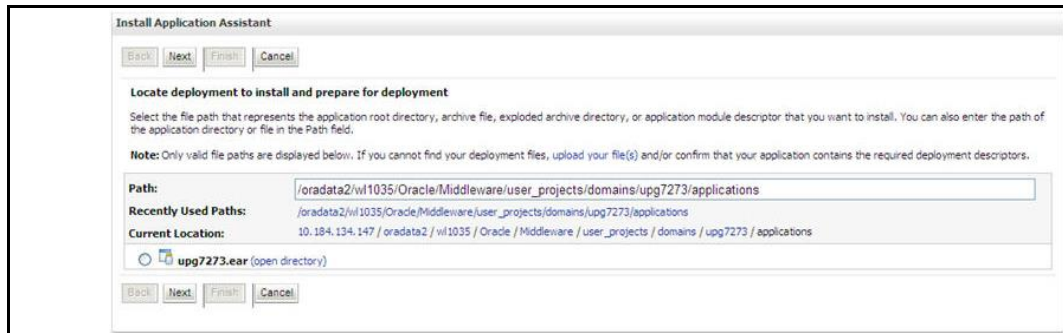 Install Application Assistant
Back Next Finish Cancel
Locate deployment to install and prepare for deployment
Select the file path that represents the application root directory, archive file, exploded archive directory, or application module descriptor that you want to install. You can also enter the path of
the application directory or file in the Path field.
Note: Only valid file paths are displayed below. If you cannot find your deployment files, upload your file(s) and/or confirm that your application contains the required deployment descriptors.
Path: /oradata2/wl1035/Oracle/Middleware/user_projects/domains/upg7273/applications
Recently Used Paths: /oradata2/wl1035/Oracle/Middleware/user_projects/domains/upg7273/applications
Current Location: 10.184.134.147 / oradata2 / wl1035 / Oracle / Middleware / user_projects / domains / upg7273 / applications
upg7273.ear (open directory)
Back Next Finish Cancel